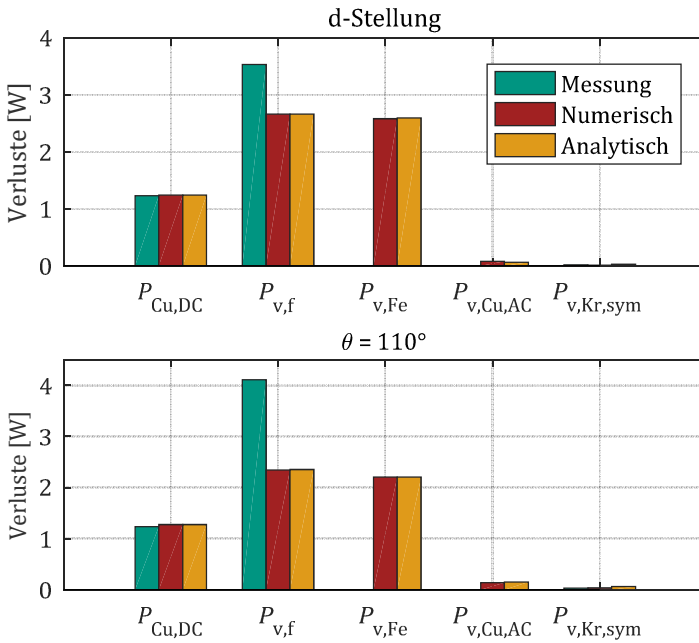 d-Stellung
Verluste [W]
4
3
2
1
0
Messung
Numerisch
Analytisch
P_Cu,DC P_v,f P_v,Fe P_v,Cu,AC P_v,Kr,sym
θ = 110°
Verluste [W]
4
3
2
1
0
P_Cu,DC P_v,f P_v,Fe P_v,Cu,AC P_v,Kr,sym